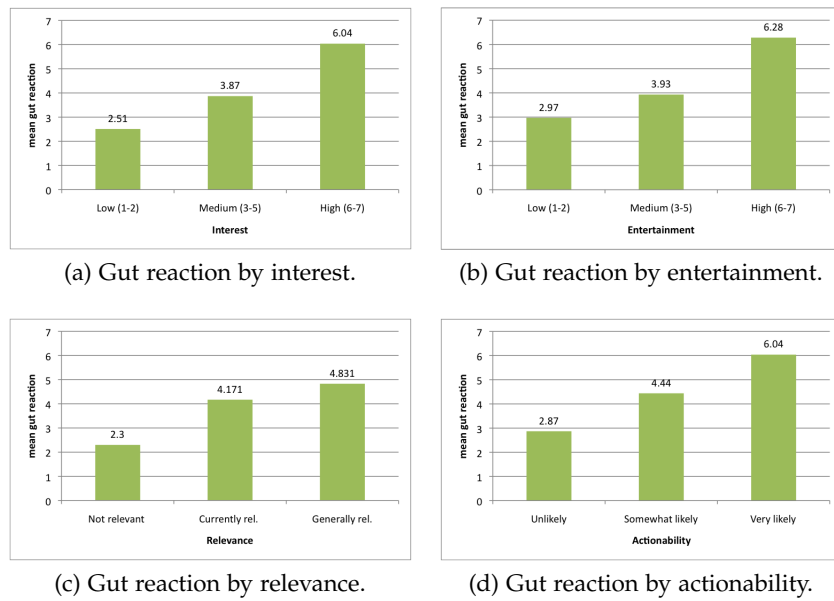 7
6
5
4
3
2
1
0
mean gut reaction
2.51
3.87
6.04
Low (1-2)
Medium (3-5)
High (6-7)
Interest
(a) Gut reaction by interest.
7
6
5
4
3
2
1
0
mean gut reaction
2.97
3.93
6.28
Low (1-2)
Medium (3-5)
High (6-7)
Entertainment
(b) Gut reaction by entertainment.
7
6
5
4
3
2
1
0
mean gut reaction
2.3
4.171
4.831
Not relevant
Currently rel.
Generally rel.
Relevance
(c) Gut reaction by relevance.
7
6
5
4
3
2
1
0
mean gut reaction
2.87
4.44
6.04
Unlikely
Somewhat likely
Very likely
Actionability
(d) Gut reaction by actionability.